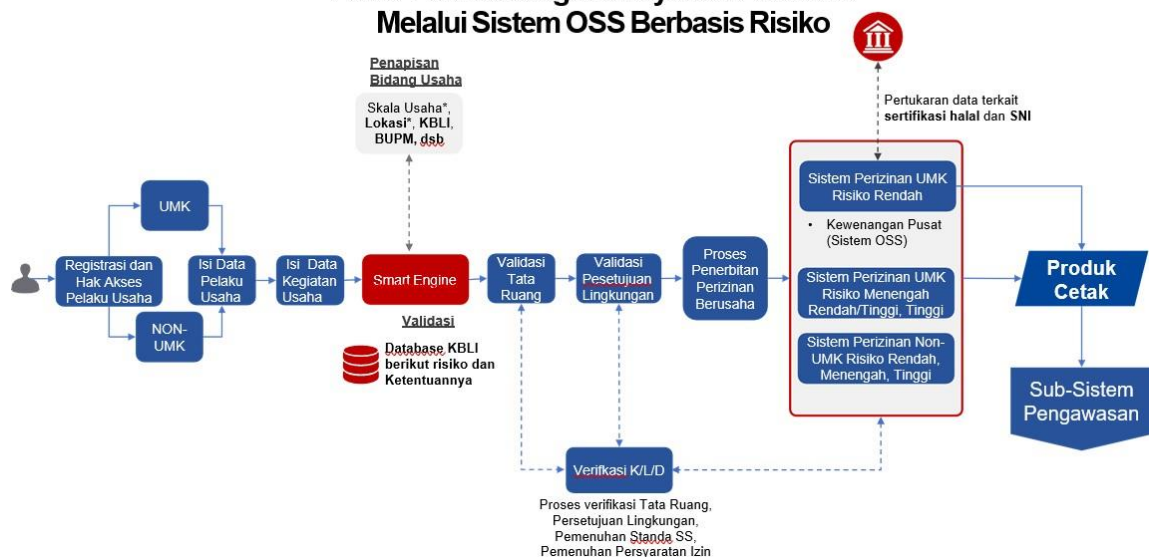 Melalui Sistem OSS Berbasis Risiko
Penapisan
Bidang Usaha
Skala Usaha*,
Lokasi*, KBLI,
BUPM, dsb
Pertukaran data terkait
sertifikasi halal dan SNI
UMK
Registrasi dan
Hak Akses
Pelaku Usaha
NON-
UMK
Isi Data
Pelaku
Usaha
Isi Data
Kegiatan
Usaha
Smart Engine
Validasi
Database KBLI
berikut risiko dan
Ketentuannya
Validasi
Tata
Ruang
Validasi
Pesetujuan
Lingkungan
Proses
Penerbitan
Perizinan
Berusaha
Sistem Perizinan UMK
Risiko Rendah
• Kewenangan Pusat
(Sistem OSS)
Sistem Perizinan UMK
Risiko Menengah
Rendah/Tinggi, Tinggi
Sistem Perizinan Non-
UMK Risiko Rendah,
Menengah, Tinggi
Produk
Cetak
Sub-Sistem
Pengawasan
Verifkasi K/L/D
Proses verifikasi Tata Ruang,
Persetujuan Lingkungan,
Pemenuhan Standa SS,
Pemenuhan Persyaratan Izin